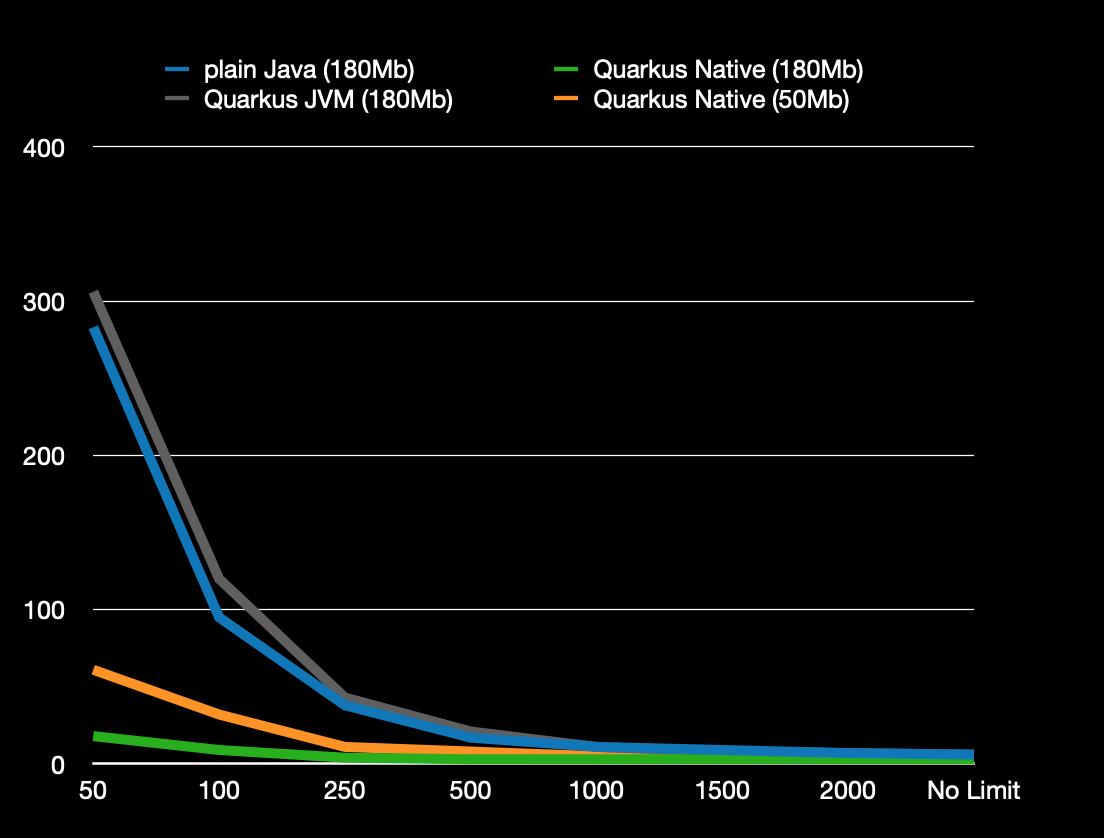 plain Java (180Mb)
Quarkus Native (180Mb)
Quarkus JVM (180Mb)
Quarkus Native (50Mb)
400
300
200
100
0
50 100 250 500 1000 1500 2000 No Limit